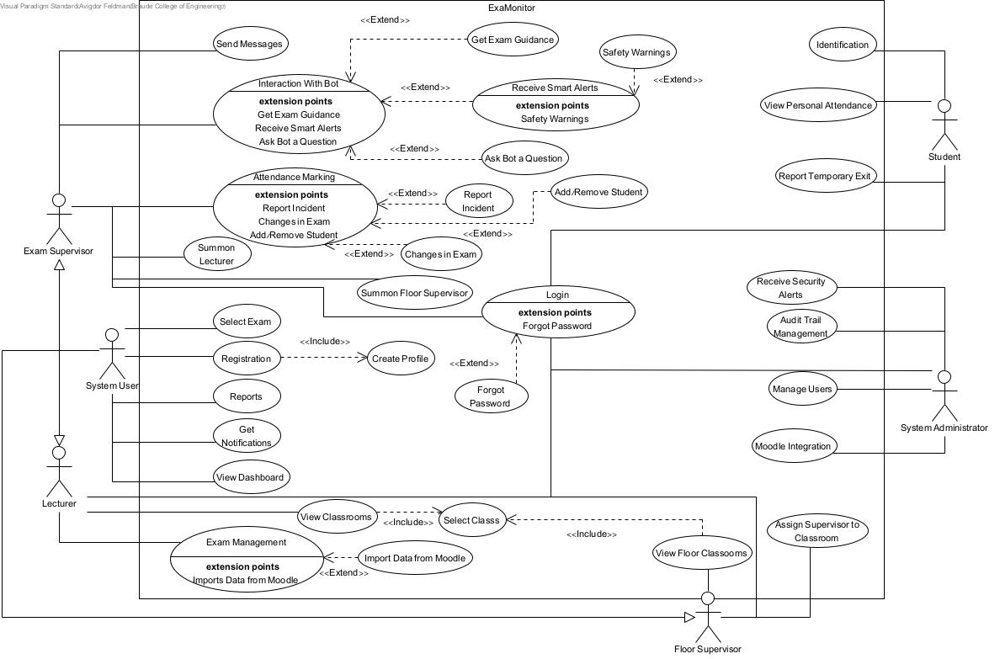 Visual Paradigm Standard(Avigdor Feldman(Braude College of Engineering))
ExaMonitor
<<Extend>>
Send Messages
Get Exam Guidance
Identification
Safety Warnings
Interaction With Bot
<<Extend>>
Receive Smart Alerts
<<Extend>>
extension points
Get Exam Guidance
Receive Smart Alerts
Ask Bot a Question
extension points
Safety Warnings
View Personal Attendance
<<Extend>>
Ask Bot a Question
Student
Attendance Marking
Report Temporary Exit
extension points
Report Incident
Changes in Exam
Add/Remove Student
<<Extend>>
Report
Incident
Add/Remove Student
<<Extend>>
Exam Supervisor
Summon
Lecturer
<<Extend>>
Changes in Exam
Receive Security
Alerts
Summon Floor Supervisor
Login
extension points
Forgot Password
Select Exam
Audit Trail
Management
<<Include>>
Registration
Create Profile
<<Extend>>
System User
Manage Users
Reports
Forgot
Password
Get
Notifications
System Administrator
Moodle Integration
View Dashboard
Lecturer
View Classrooms
<<Include>>
Select Classs
<<Include>>
Assign Supervisor to
Classroom
Exam Management
View Floor Classooms
extension points
Imports Data from Moodle
Import Data from Moodle
<<Extend>>
Floor Supervisor